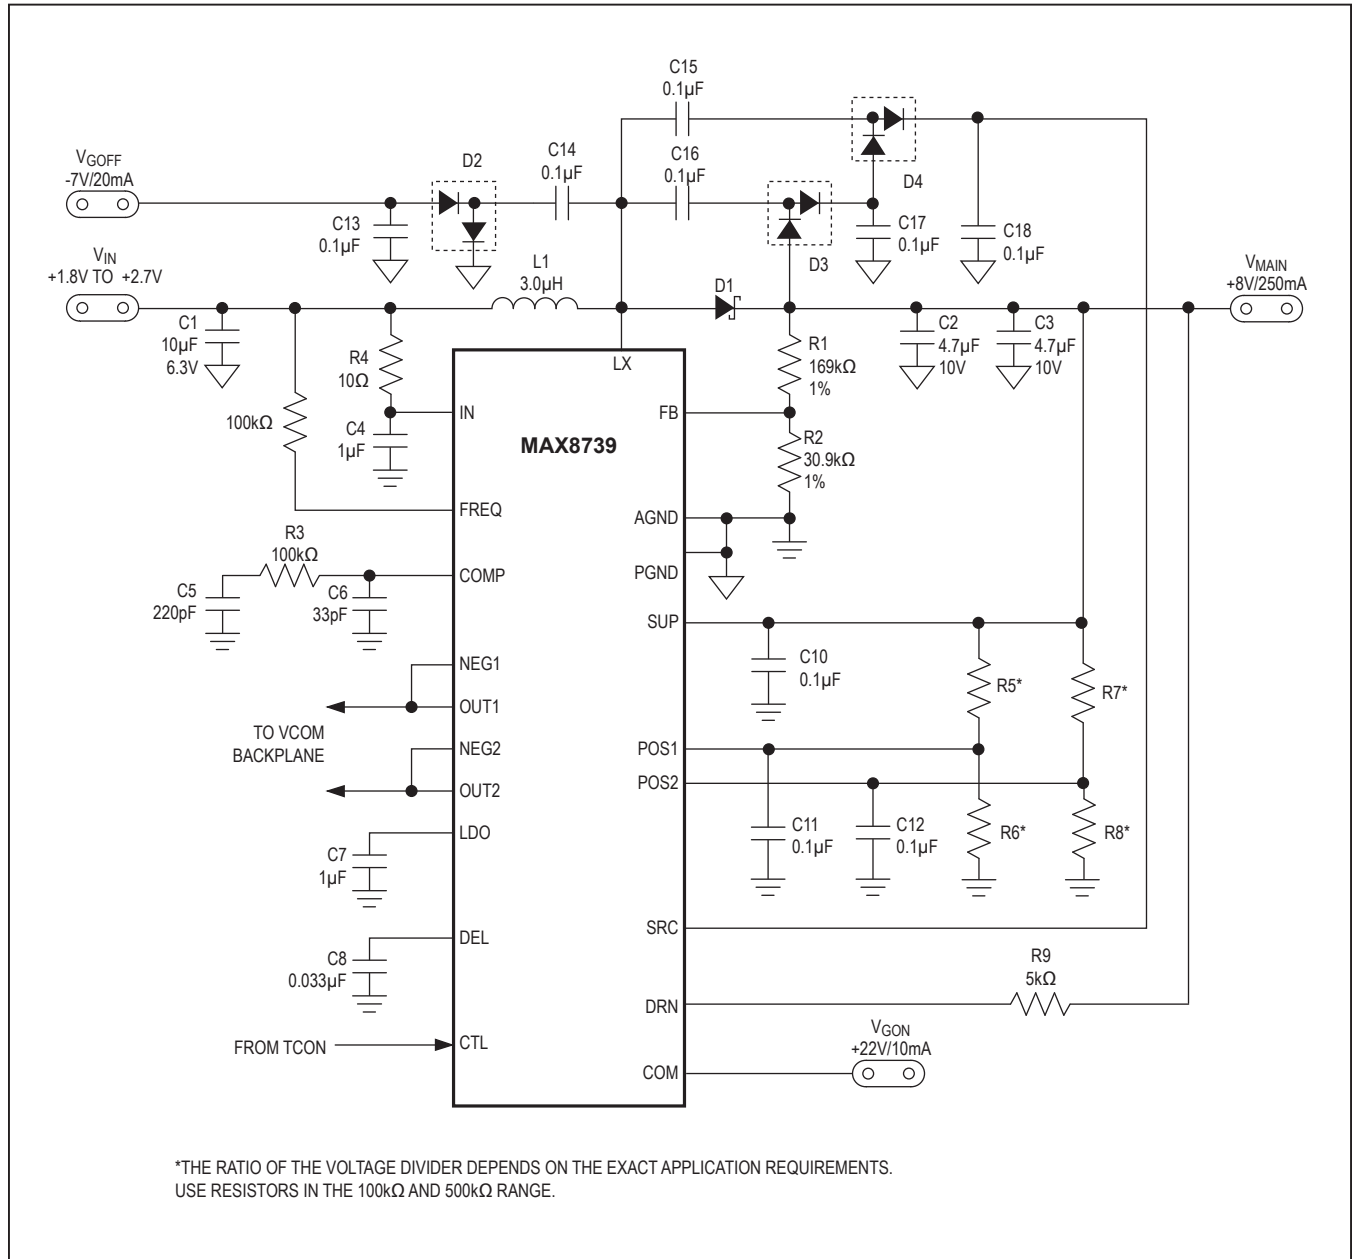 C15
0.1µF
VGOFF
-7V/20mA
D2
C14
0.1µF
C16
0.1µF
D4
C13
0.1µF
C17
0.1µF
C18
0.1µF
VIN
+1.8V TO +2.7V
L1
3.0µH
D3
D1
VMAIN
+8V/250mA
C1
10µF
6.3V
R4
10Ω
LX
R1
169kΩ
1%
C2
4.7µF
10V
C3
4.7µF
10V
100kΩ
C4
1µF
IN
MAX8739
FB
R2
30.9kΩ
1%
FREQ
AGND
R3
100kΩ
COMP
PGND
C5
220pF
C6
33pF
SUP
C10
0.1µF
R5*
R7*
NEG1
OUT1
TO VCOM
BACKPLANE
NEG2
OUT2
POS1
POS2
C11
0.1µF
C12
0.1µF
R6*
R8*
LDO
C7
1µF
DEL
C8
0.033µF
SRC
R9
5kΩ
DRN
FROM TCON
CTL
VGON
+22V/10mA
COM
*THE RATIO OF THE VOLTAGE DIVIDER DEPENDS ON THE EXACT APPLICATION REQUIREMENTS.
USE RESISTORS IN THE 100kΩ AND 500kΩ RANGE.